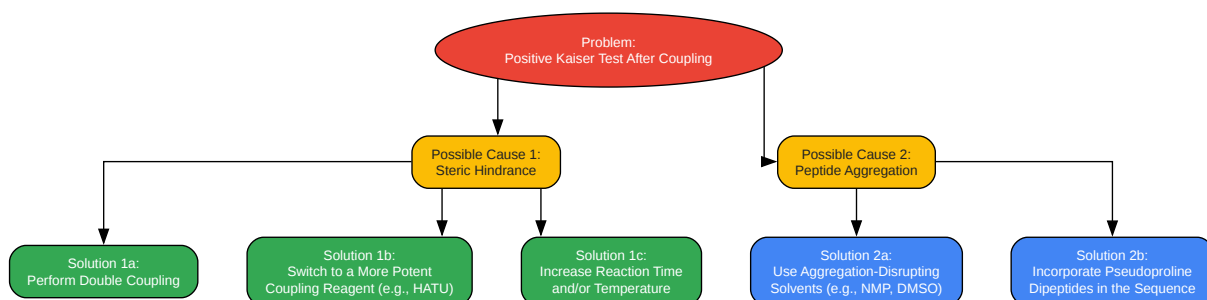 Problem:
Positive Kaiser Test After Coupling
Possible Cause 1:
Steric Hindrance
Possible Cause 2:
Peptide Aggregation
Solution 1a:
Perform Double Coupling
Solution 1b:
Switch to a More Potent
Coupling Reagent (e.g., HATU)
Solution 1c:
Increase Reaction Time
and/or Temperature
Solution 2a:
Use Aggregation-Disrupting
Solvents (e.g., NMP, DMSO)
Solution 2b:
Incorporate Pseudoproline
Dipeptides in the Sequence